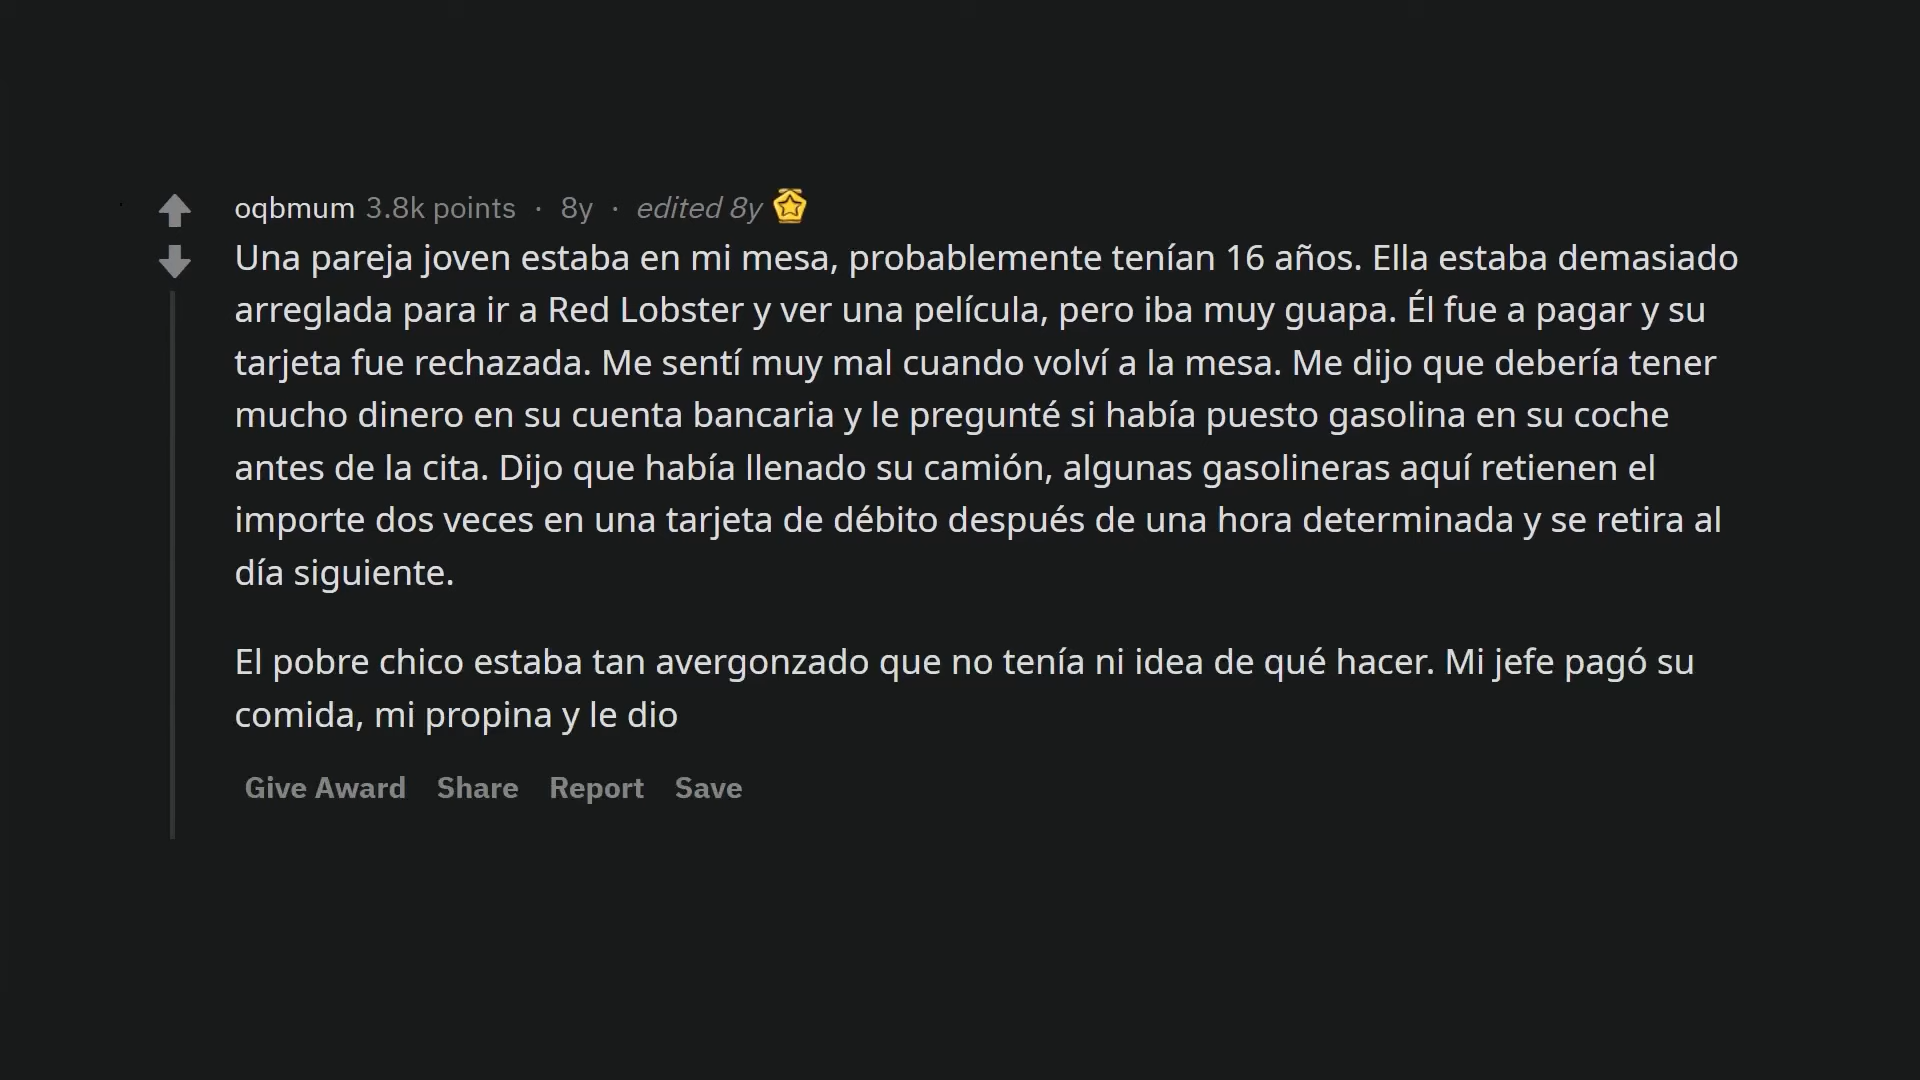 oqbmum 3.8k points · 8y · edited 8y
Una pareja joven estaba en mi mesa, probablemente tenían 16 años. Ella estaba demasiado
arreglada para ir a Red Lobster y ver una película, pero iba muy guapa. Él fue a pagar y su
tarjeta fue rechazada. Me sentí muy mal cuando volví a la mesa. Me dijo que debería tener
mucho dinero en su cuenta bancaria y le pregunté si había puesto gasolina en su coche
antes de la cita. Dijo que había llenado su camión, algunas gasolineras aquí retienen el
importe dos veces en una tarjeta de débito después de una hora determinada y se retira al
día siguiente.
El pobre chico estaba tan avergonzado que no tenía ni idea de qué hacer. Mi jefe pagó su
comida, mi propina y le dio
Give Award Share Report Save